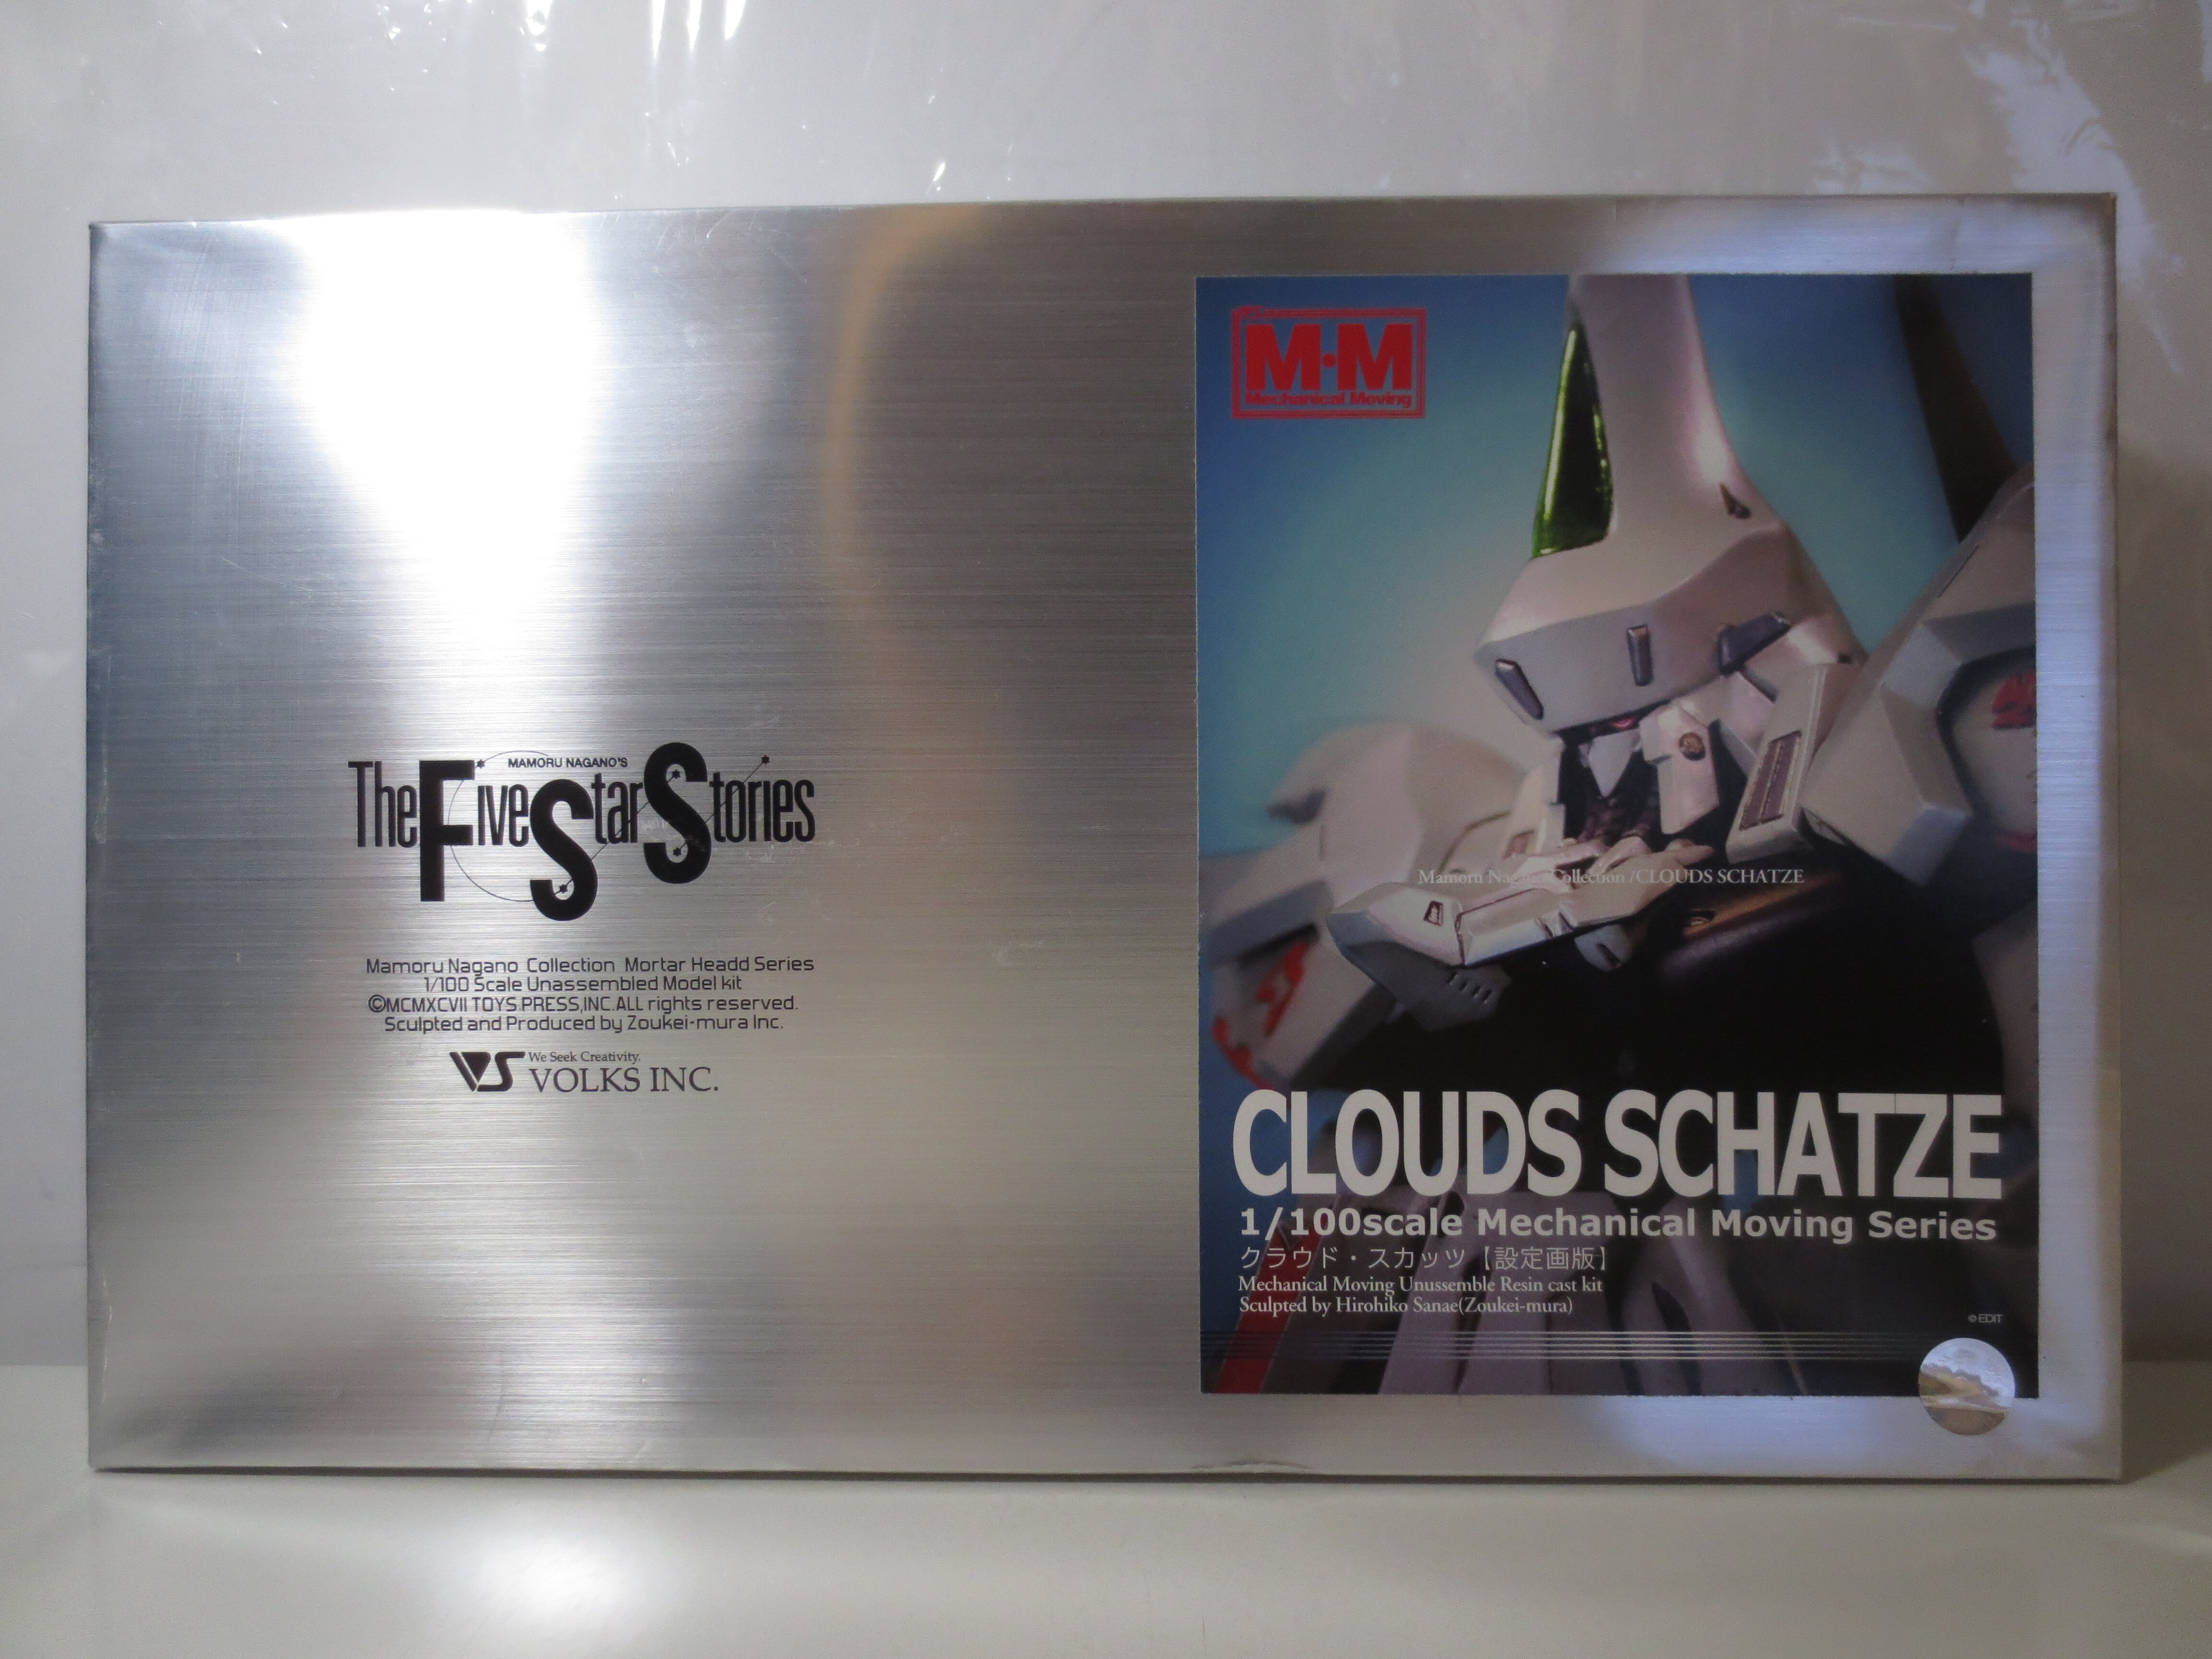 MAMORU NAGANO'S
The Five Star Stories
Mamoru Nagano Collection Mortar Headd Series
1/100 Scale Unassembled Model kit
©MCMXCVII TOYS PRESS,INC.ALL rights reserved.
Sculpted and Produced by Zoukei-mura Inc.
VS We Seek Creativity.
VOLKS INC.
M·M
Mechanical Moving
Mamoru Nagano Collection /CLOUDS SCHATZE
CLOUDS SCHATZE
1/100scale Mechanical Moving Series
クラウド・スカッツ【設定画版】
Mechanical Moving Unussemble Resin cast kit
Sculpted by Hirohiko Sanae(Zoukei-mura)
©EDIT